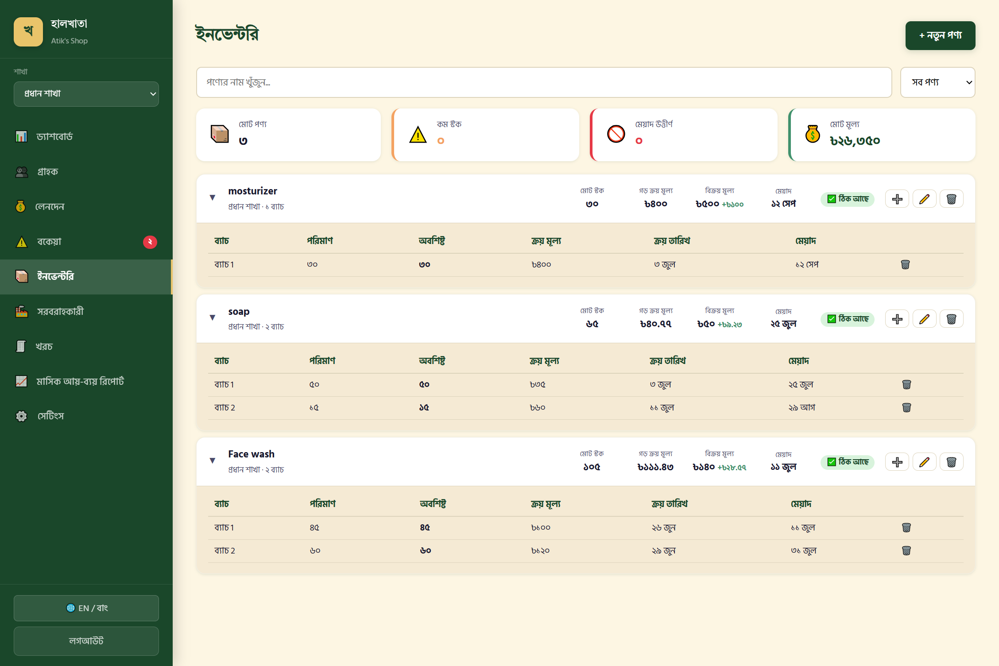 খ
হালখাতা
Atik's Shop
শাখা
প্রধান শাখা
ড্যাশবোর্ড
গ্রাহক
লেনদেন
বকেয়া ২
ইনভেন্টরি
সরবরাহকারী
খরচ
মাসিক আয়-ব্যয় রিপোর্ট
সেটিংস
EN / বাং
লগআউট
ইনভেন্টরি
+ নতুন পণ্য
পণ্যের নাম খুঁজুন...
সব পণ্য
মোট পণ্য
৩
কম স্টক
০
মেয়াদ উত্তীর্ণ
০
মোট মূল্য
৳২৬,৩৫০
mosturizer
প্রধান শাখা · ১ ব্যাচ
মোট স্টক
৩০
গড় ক্রয় মূল্য
৳৪০০
বিক্রয় মূল্য
৳৫০০ +৳১০০
মেয়াদ
১২ সেপ
ঠিক আছে
ব্যাচ পরিমাণ অবশিষ্ট ক্রয় মূল্য ক্রয় তারিখ মেয়াদ
ব্যাচ 1 ৩০ ৩০ ৳৪০০ ৩ জুল ১২ সেপ
soap
প্রধান শাখা · ২ ব্যাচ
মোট স্টক
৬৫
গড় ক্রয় মূল্য
৳৪০.৭৭
বিক্রয় মূল্য
৳৫০ +৳৯.২৩
মেয়াদ
২৫ জুল
ঠিক আছে
ব্যাচ পরিমাণ অবশিষ্ট ক্রয় মূল্য ক্রয় তারিখ মেয়াদ
ব্যাচ 1 ৫০ ৫০ ৳৩৫ ৩ জুল ২৫ জুল
ব্যাচ 2 ১৫ ১৫ ৳৬০ ১১ জুল ২৯ আগ
Face wash
প্রধান শাখা · ২ ব্যাচ
মোট স্টক
১০৫
গড় ক্রয় মূল্য
৳১১১.৪৩
বিক্রয় মূল্য
৳১৪০ +৳২৮.৫৭
মেয়াদ
১১ জুল
ঠিক আছে
ব্যাচ পরিমাণ অবশিষ্ট ক্রয় মূল্য ক্রয় তারিখ মেয়াদ
ব্যাচ 1 ৪৫ ৪৫ ৳১০০ ২৬ জুন ১১ জুল
ব্যাচ 2 ৬০ ৬০ ৳১২০ ২৯ জুন ৩১ জুল